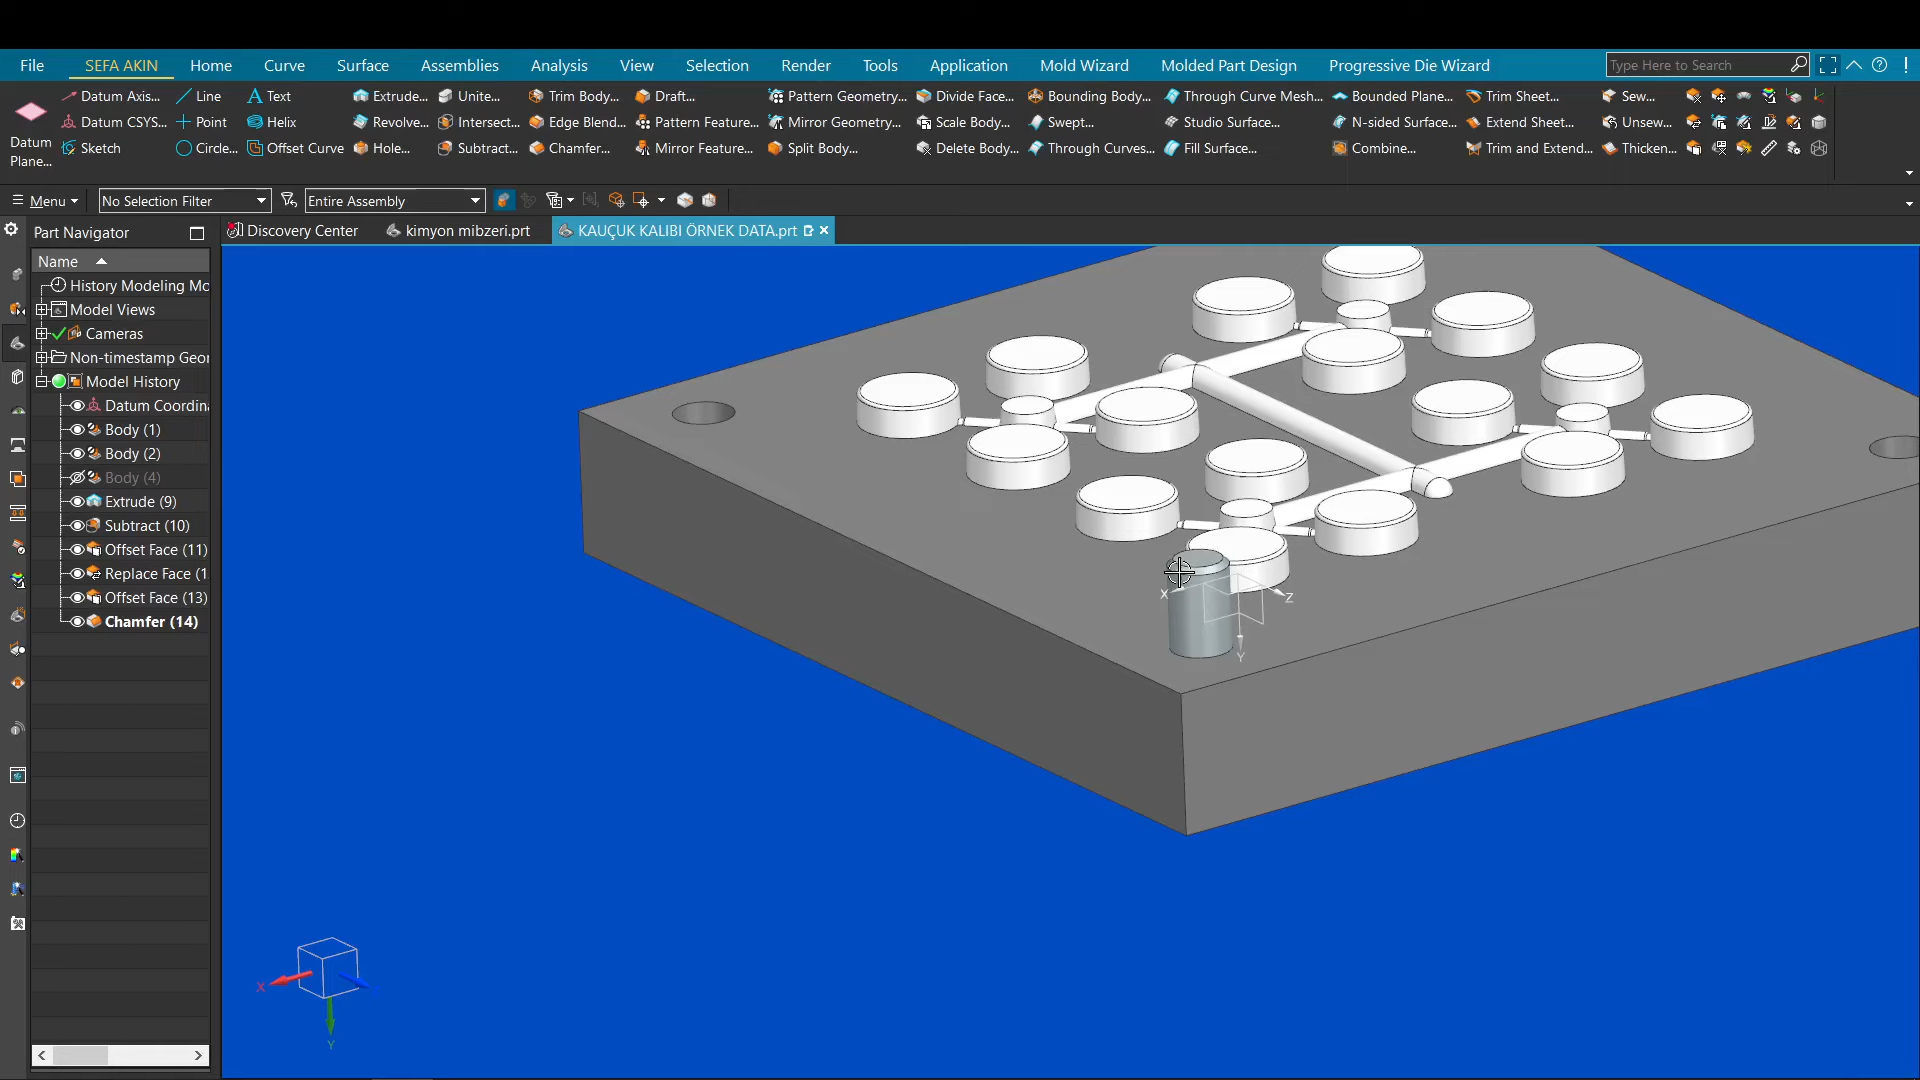 File SEFA AKIN Home Curve Surface Assemblies Analysis View Selection Render Tools Application Mold Wizard Molded Part Design Progressive Die Wizard Type Here to Search
Datum Axis... Line Text Extrude... Unite... Trim Body... Draft... Pattern Geometry... Divide Face... Bounding Body... Through Curve Mesh... Bounded Plane... Trim Sheet... Sew...
Datum CSYS... Point Helix Revolve... Intersect... Edge Blend... Pattern Feature... Mirror Geometry... Scale Body... Swept... Studio Surface... N-sided Surface... Extend Sheet... Unsew...
Datum Plane... Sketch Circle... Offset Curve Hole... Subtract... Chamfer... Mirror Feature... Split Body... Delete Body... Through Curves... Fill Surface... Combine... Trim and Extend... Thicken...
Menu No Selection Filter Entire Assembly
Part Navigator Discovery Center kimyon mibzeri.prt KAUÇUK KALIBI ÖRNEK DATA.prt
Name
History Modeling Mo
Model Views
Cameras
Non-timestamp Geor
Model History
Datum Coordina
Body (1)
Body (2)
Body (4)
Extrude (9)
Subtract (10)
Offset Face (11)
Replace Face (1
Offset Face (13)
Chamfer (14)
X Z
Y
X
Y